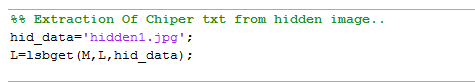 %% Extraction Of Chiper txt from hidden image..
hid_data='hidden1.jpg';
L=lsbget(M,L,hid_data);